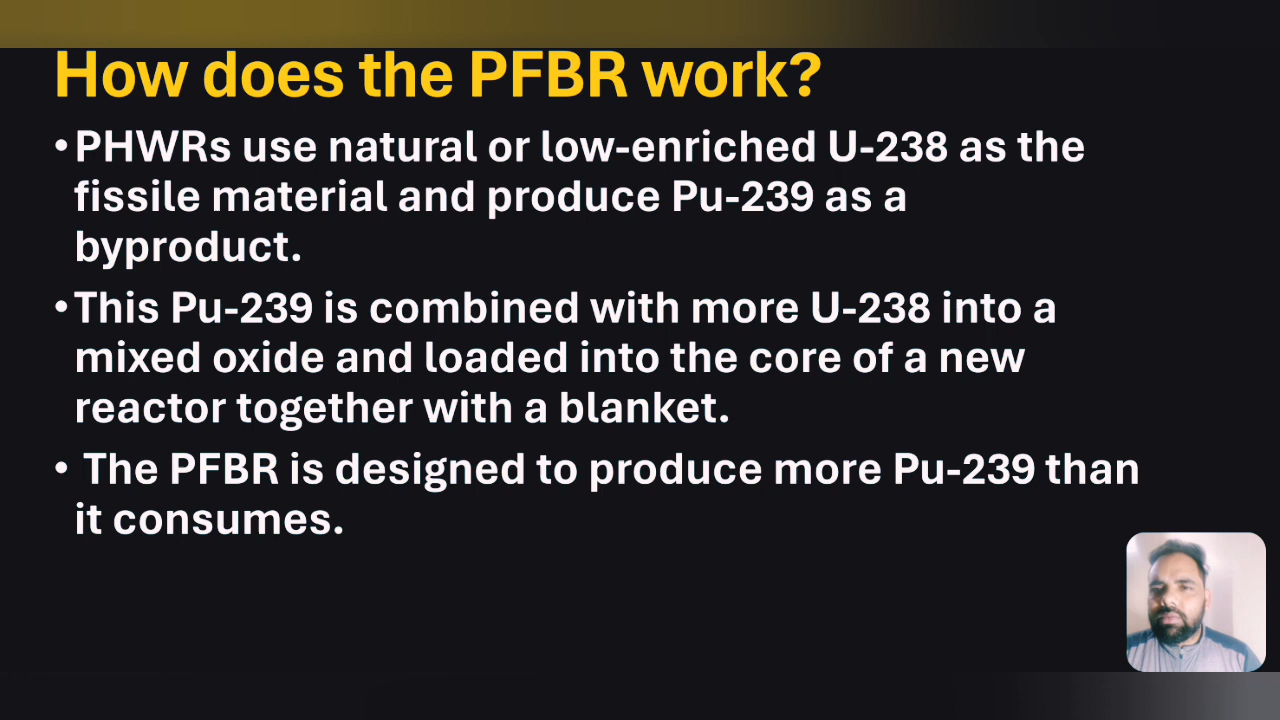 How does the PFBR work?
•PHWRs use natural or low-enriched U-238 as the
fissile material and produce Pu-239 as a
byproduct.
•This Pu-239 is combined with more U-238 into a
mixed oxide and loaded into the core of a new
reactor together with a blanket.
• The PFBR is designed to produce more Pu-239 than
it consumes.